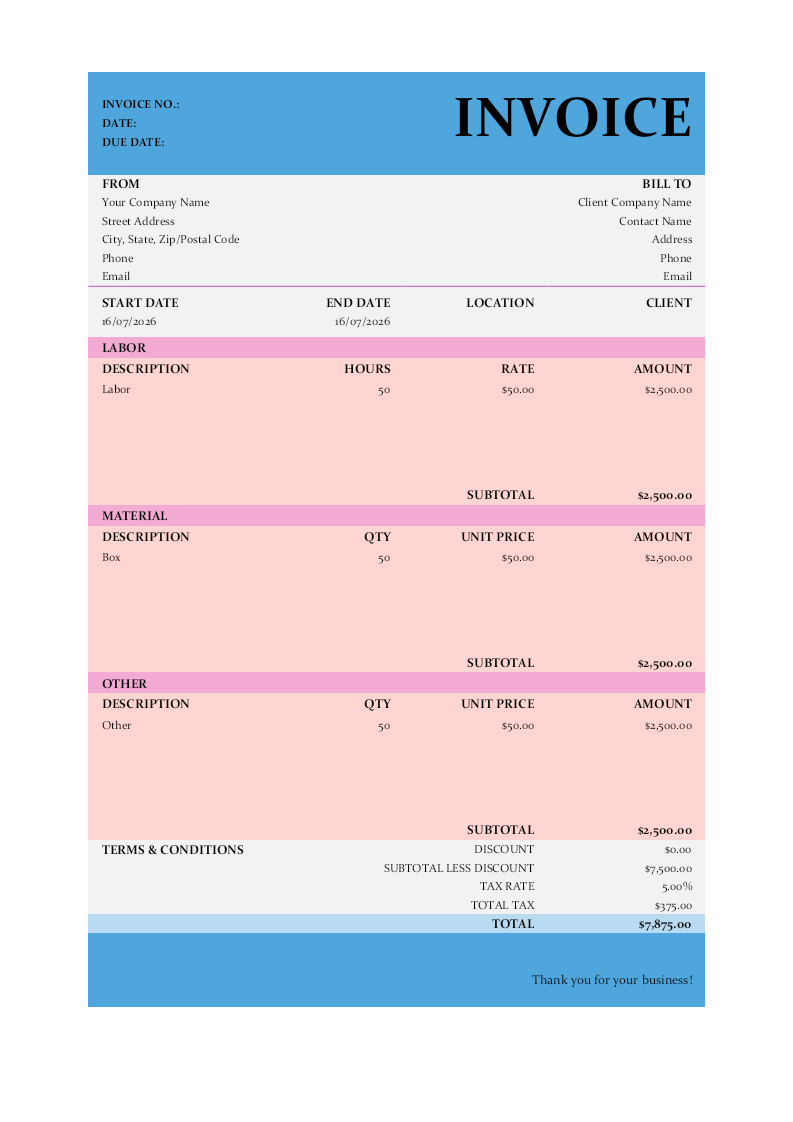 INVOICE NO.:
DATE:
DUE DATE:
INVOICE
FROM BILL TO
Your Company Name Client Company Name
Street Address Contact Name
City, State, Zip/Postal Code Address
Phone Phone
Email Email
START DATE END DATE LOCATION CLIENT
16/07/2026 16/07/2026
LABOR
DESCRIPTION HOURS RATE AMOUNT
Labor 50 $50.00 $2,500.00
SUBTOTAL $2,500.00
MATERIAL
DESCRIPTION QTY UNIT PRICE AMOUNT
Box 50 $50.00 $2,500.00
SUBTOTAL $2,500.00
OTHER
DESCRIPTION QTY UNIT PRICE AMOUNT
Other 50 $50.00 $2,500.00
SUBTOTAL $2,500.00
TERMS & CONDITIONS DISCOUNT $0.00
SUBTOTAL LESS DISCOUNT $7,500.00
TAX RATE 5.00%
TOTAL TAX $375.00
TOTAL $7,875.00
Thank you for your business!